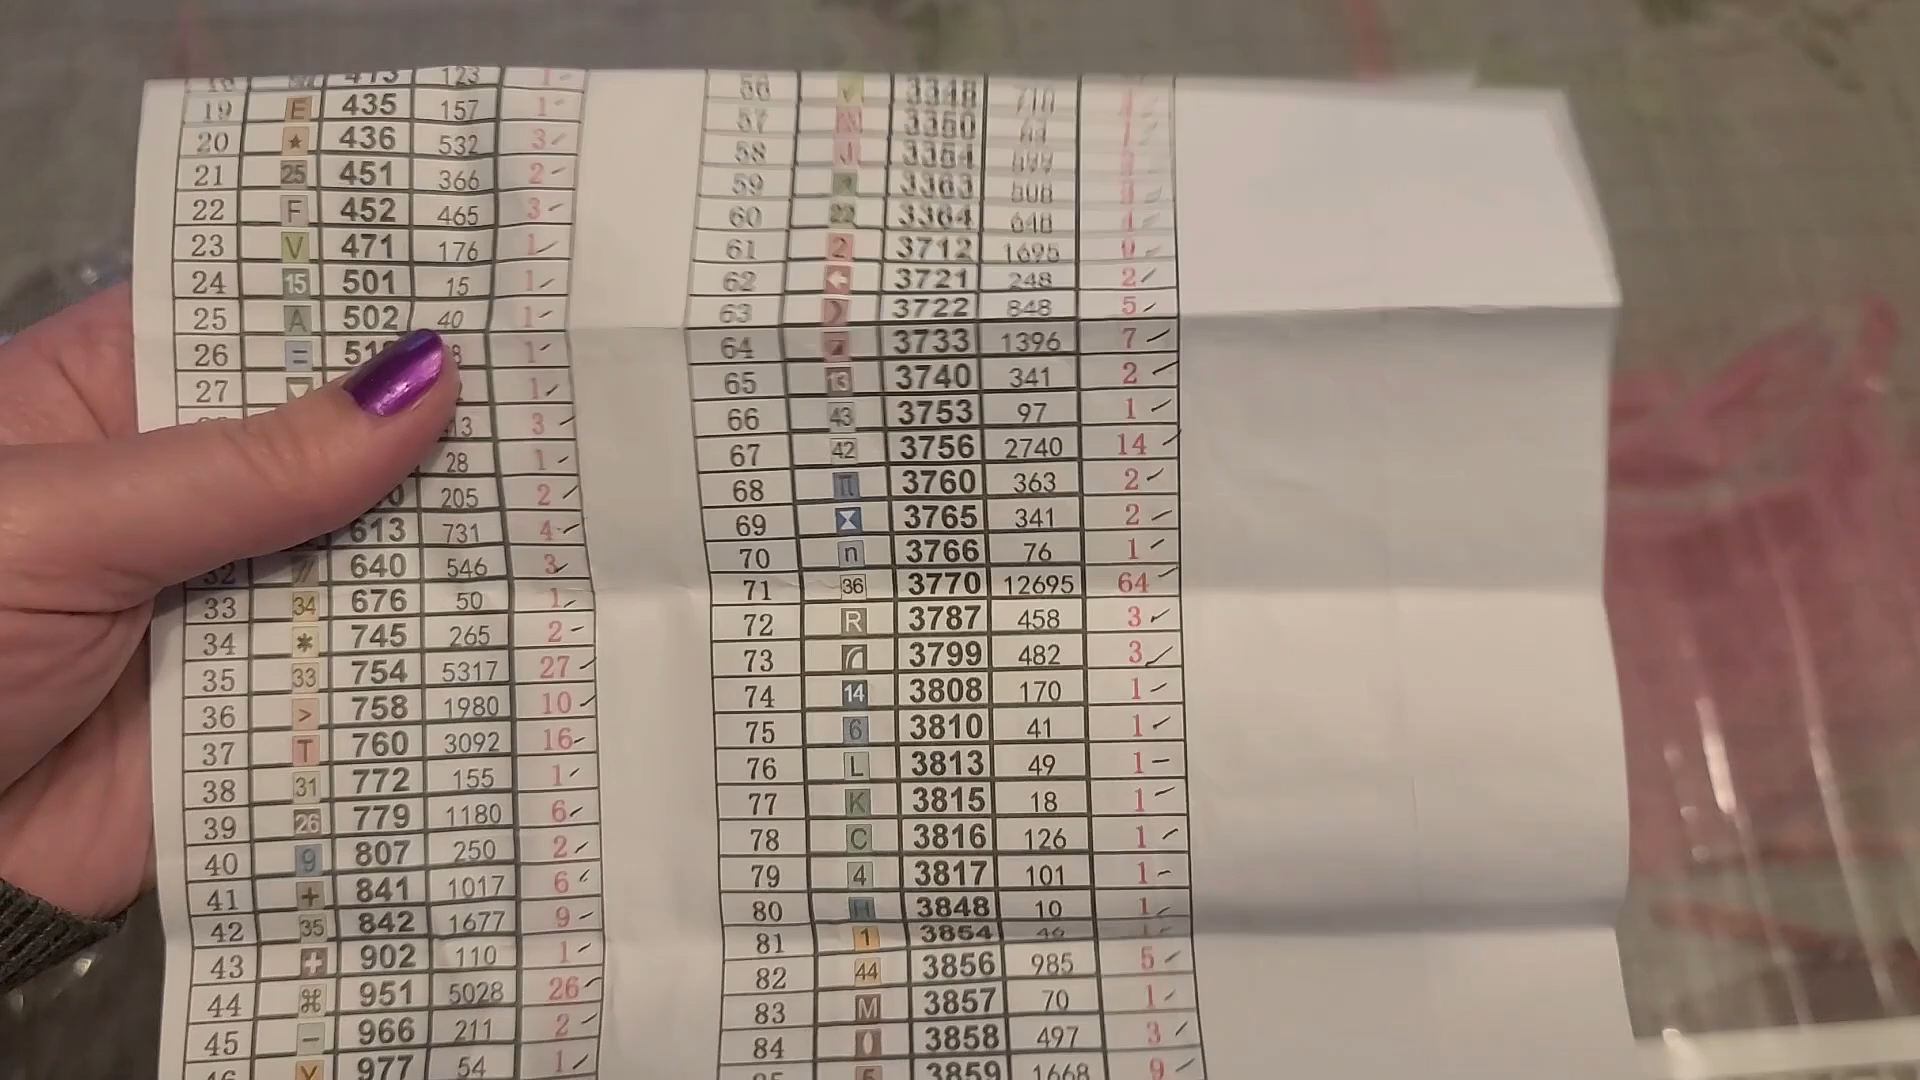 123 1
19 E 435 157 1
20 ★ 436 532 3
21 25 451 366 2
22 F 452 465 3
23 V 471 176 1
24 15 501 15 1
25 A 502 40 1
26 = 1
27 1
3
28 1
205 2
613 731 4
32 // 640 546 3
33 34 676 50 1
34 * 745 265 2
35 33 754 5317 27
36 > 758 1980 10
37 T 760 3092 16
38 31 772 155 1
39 26 779 1180 6
40 9 807 250 2
41 + 841 1017 6
42 35 842 1677 9
43 + 902 110 1
44 ⌘ 951 5028 26
45 − 966 211 2
46 Y 977 54 1
56 3348 710
57 3350
58 J 3354
59 3363
60 22 3364 648
61 2 3712 1695 9
62 ← 3721 248 2
63 3722 848 5
64 3733 1396 7
65 13 3740 341 2
66 43 3753 97 1
67 42 3756 2740 14
68 π 3760 363 2
69 3765 341 2
70 n 3766 76 1
71 36 3770 12695 64
72 R 3787 458 3
73 3799 482 3
74 14 3808 170 1
75 6 3810 41 1
76 L 3813 49 1
77 K 3815 18 1
78 C 3816 126 1
79 4 3817 101 1
80 H 3848 10 1
81 1 3854 1
82 44 3856 985 5
83 M 3857 70 1
84 0 3858 497 3
5 3859 1668 9